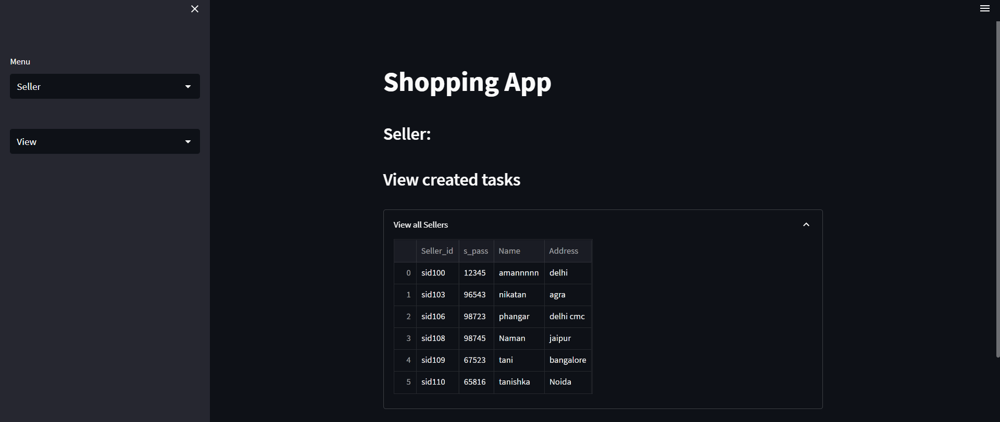 Menu
Seller
View
Shopping App
Seller:
View created tasks
View all Sellers
Seller_id s_pass Name Address
0 sid100 12345 amannnnn delhi
1 sid103 96543 nikatan agra
2 sid106 98723 phangar delhi cmc
3 sid108 98745 Naman jaipur
4 sid109 67523 tani bangalore
5 sid110 65816 tanishka Noida